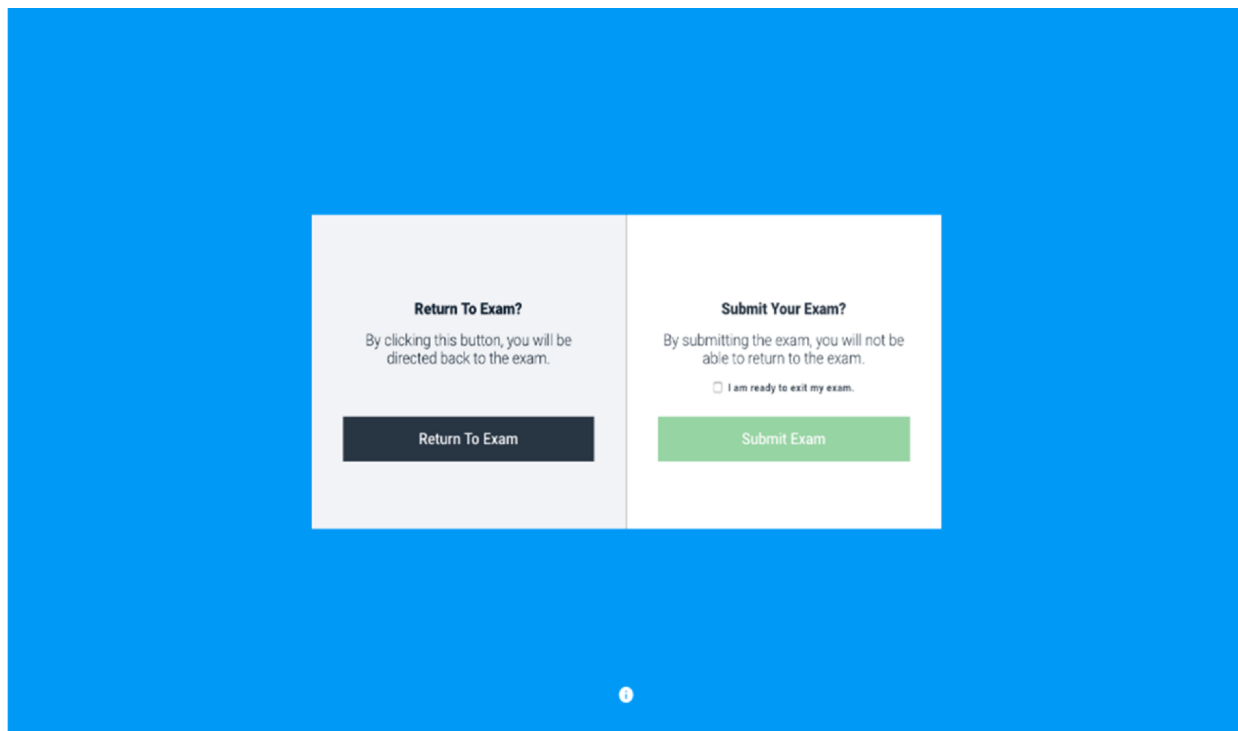 Return To Exam?
By clicking this button, you will be
directed back to the exam.
Return To Exam
Submit Your Exam?
By submitting the exam, you will not be
able to return to the exam.
I am ready to exit my exam.
Submit Exam